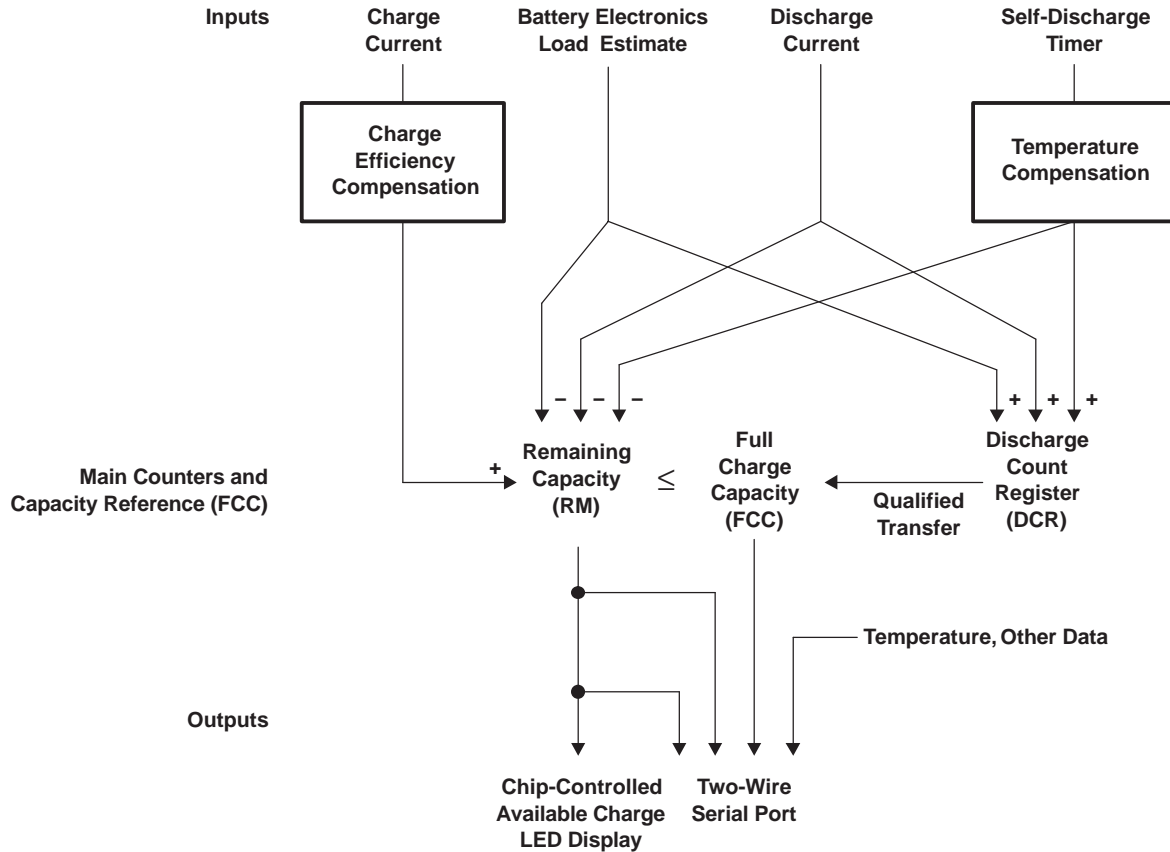 Inputs
Charge
Current
Battery Electronics
Load Estimate
Discharge
Current
Self-Discharge
Timer
Charge
Efficiency
Compensation
Temperature
Compensation
– – –
+ + +
Main Counters and
Capacity Reference (FCC)
+
Remaining
Capacity
(RM)
≤
Full
Charge
Capacity
(FCC)
Qualified
Transfer
Discharge
Count
Register
(DCR)
Temperature, Other Data
Outputs
Chip-Controlled
Available Charge
LED Display
Two-Wire
Serial Port